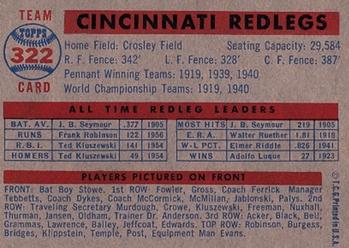 TEAM
TOPPS
322
CARD
CINCINNATI REDLEGS
Home Field: Crosley Field Seating Capacity: 29,584
R. F. Fence: 342' L. F. Fence: 328' C. F. Fence: 387'
Pennant Winning Teams: 1919, 1939, 1940
World Championship Teams: 1919, 1940
ALL TIME REDLEG LEADERS
BAT. AV. J. B. Seymour .377 1905 MOST HITS J. B. Seymour 219 1905
RUNS Frank Robinson 122 1956 E. R. A. Walter Ruether 1.81 1919
R. B. I. Ted Kluszewski 141 1954 W-L PCT. Elmer Riddle .826 1941
HOMERS Ted Kluszewski 49 1954 WINS Adolfo Luque 27 1923
PLAYERS PICTURED ON FRONT
FRONT: Bat Boy Stowe. 1st ROW: Fowler, Gross, Coach Ferrick Manager
Tebbetts, Coach Dykes, Coach McCormick, McMillan, Jablonski, Palys. 2nd
ROW: Traveling Secretary Murdough, Crowe, Kluszewski, Freeman, Nuxhall,
Thurman, Jansen, Oldham, Trainer Dr. Anderson. 3rd ROW: Acker, Black, Bell,
Grammas, Lawrence, Bailey, Jeffcoat, Edwards. TOP ROW: Robinson, Burgess,
Bridges, Klippstein, Temple, Post, Equipment Man Evans.
© T.C.G. Printed in U.S.A.